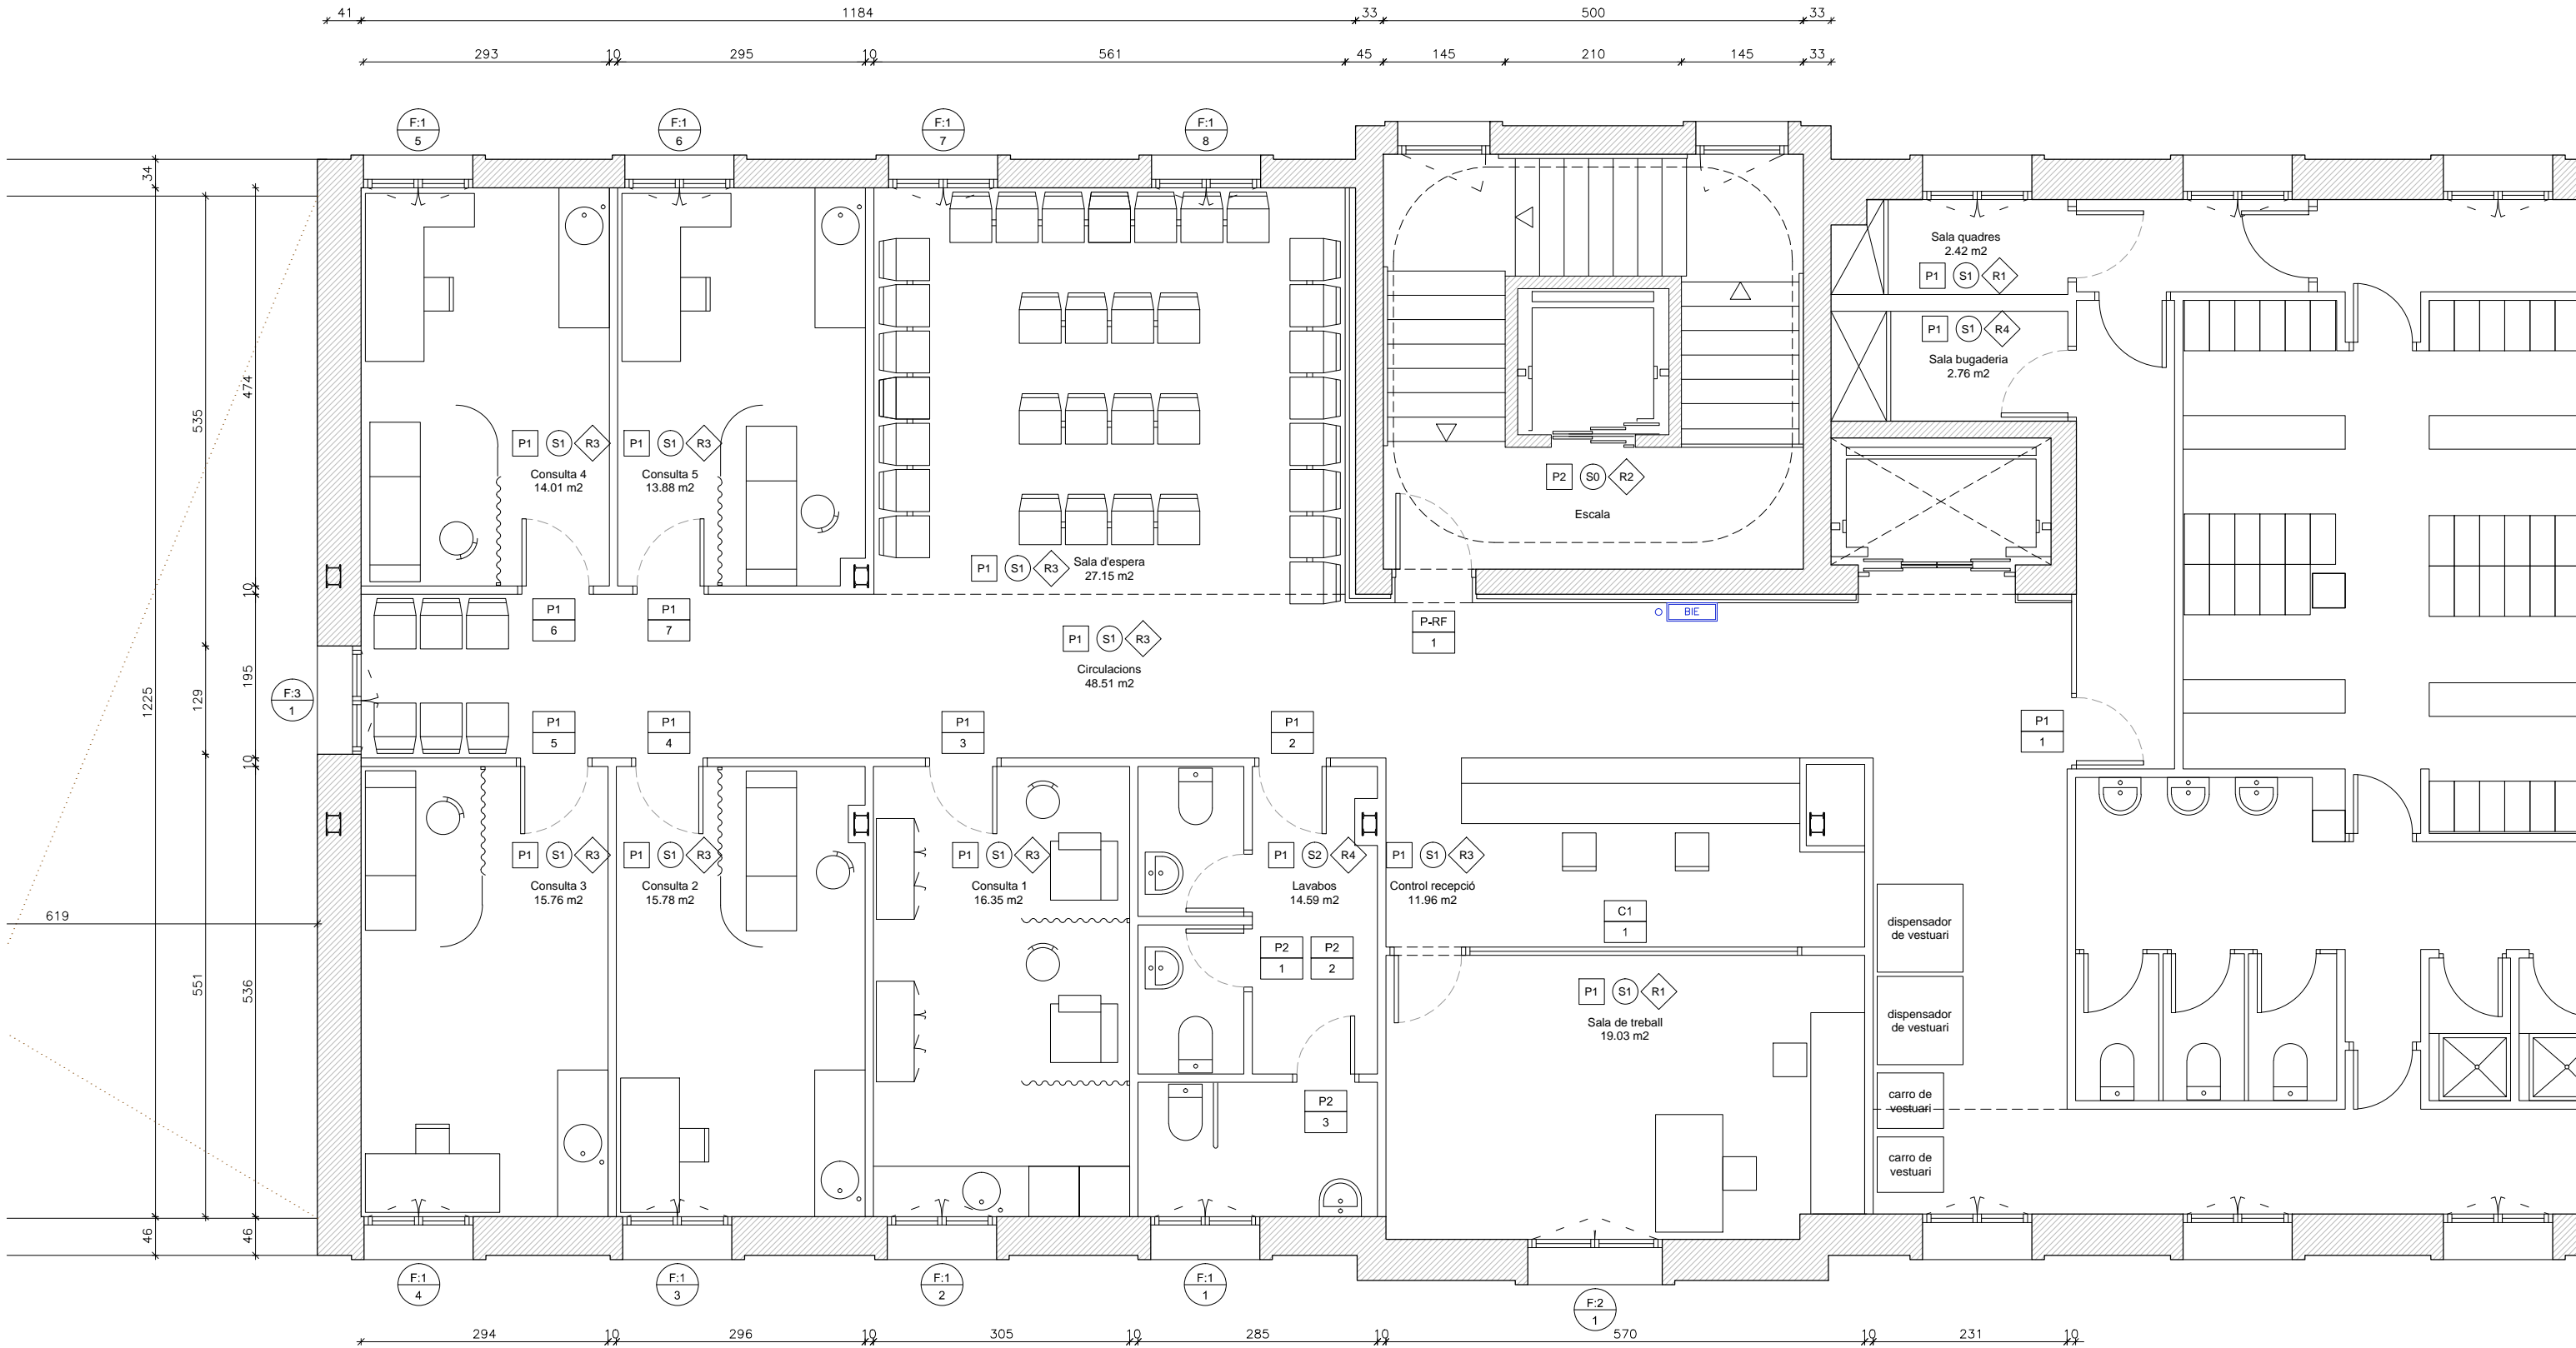 41 1184 33 500 33
293 10 295 10 561 45 145 210 145 33
F:1
5
F:1
6
F:1
7
F:1
8
34
474
535
10
195
129
1225
10
619
551
536
46
46
Sala quadres
2.42 m2
P1 S1 R1
P1 S1 R4
Sala bugaderia
2.76 m2
P1 S1 R3
Consulta 4
14.01 m2
P1 S1 R3
Consulta 5
13.88 m2
P1 S1 R3
Sala d'espera
27.15 m2
P2 S0 R2
Escala
P1
6
P1
7
P-RF
1
BIE
P1 S1 R3
Circulacions
48.51 m2
F:3
1
P1
5
P1
4
P1
3
P1
2
P1
1
P1 S1 R3
Consulta 3
15.76 m2
P1 S1 R3
Consulta 2
15.78 m2
P1 S1 R3
Consulta 1
16.35 m2
P1 S2 R4
Lavabos
14.59 m2
P1 S1 R3
Control recepció
11.96 m2
C1
1
P2
1
P2
2
P2
3
P1 S1 R1
Sala de treball
19.03 m2
dispensador
de vestuari
dispensador
de vestuari
carro de
vestuari
carro de
vestuari
F:1
4
F:1
3
F:1
2
F:1
1
F:2
1
294 10 296 10 305 10 285 10 570 10 231 10